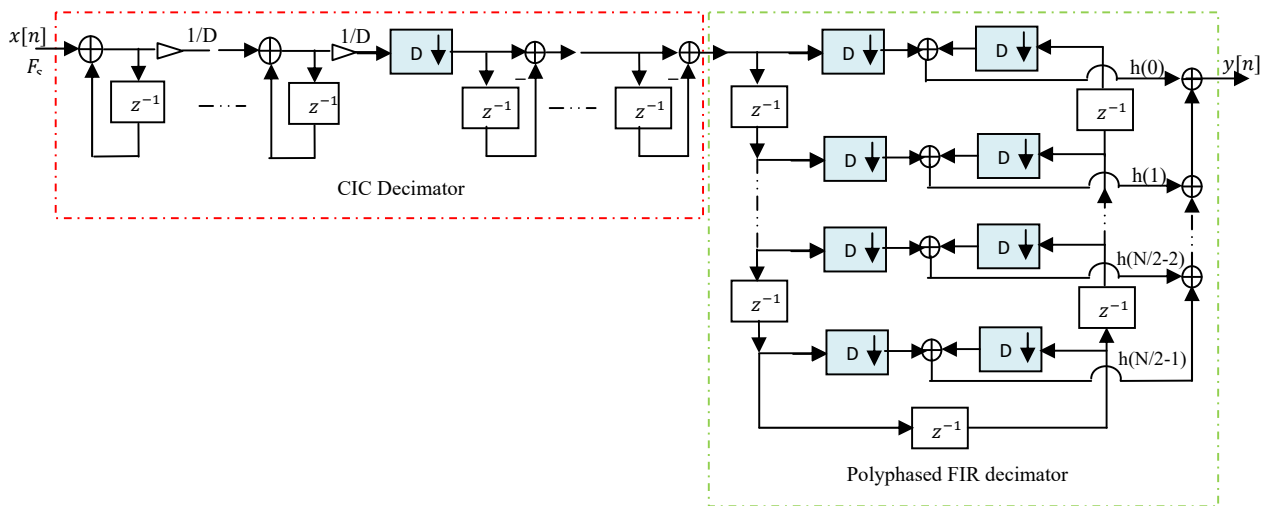 x[n]
F_s
1/D
1/D
D
z⁻¹
z⁻¹
z⁻¹
z⁻¹
−
−
CIC Decimator
D
D
h(0)
y[n]
z⁻¹
z⁻¹
D
D
h(1)
D
D
h(N/2-2)
z⁻¹
z⁻¹
D
D
h(N/2-1)
z⁻¹
Polyphased FIR decimator